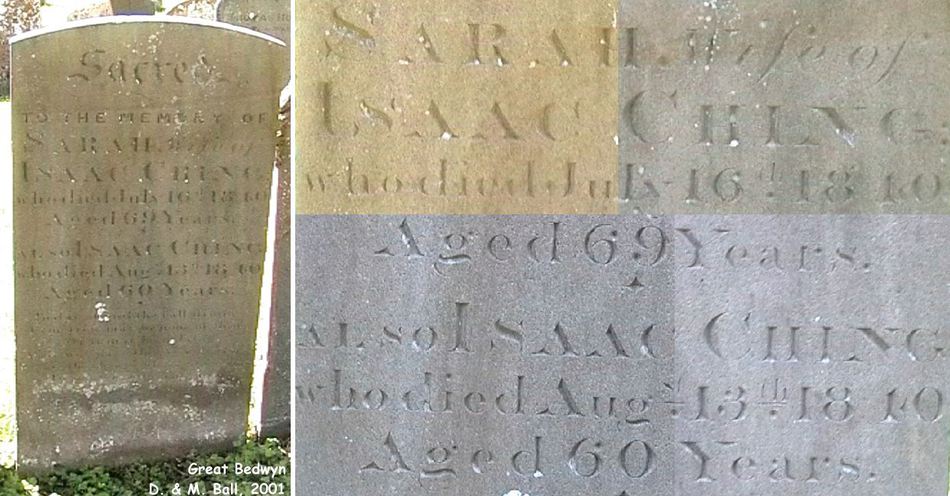 Sacred
TO THE MEMORY OF
SARAH, Wife of
ISAAC CHING
who died July 16th 1840
Aged 69 Years.
ALSO ISAAC CHING
who died Augst 13th 1840
Aged 60 Years.
Great Bedwyn
D. & M. Ball, 2001
SARAH, Wife of
ISAAC CHING.
who died July 16th 1840
Aged 69 Years.
ALSO ISAAC CHING
who died Augst 13th 1840
Aged 60 Years.